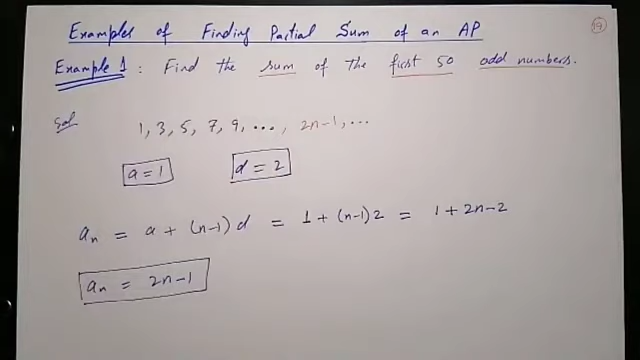 Examples of Finding Partial Sum of an AP
19
Example 1 : Find the sum of the first 50 odd numbers.
Sol
1, 3, 5, 7, 9, ..., 2n-1, ...
a = 1 d = 2
aₙ = a + (n-1) d = 1 + (n-1) 2 = 1 + 2n - 2
aₙ = 2n - 1